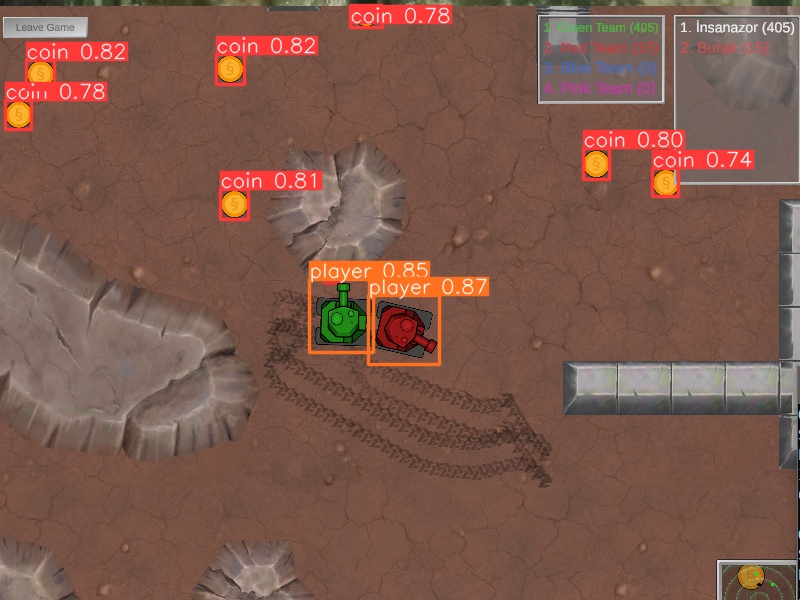 Leave Game
coin 0.78
coin 0.82
coin 0.82
coin 0.78
1. Green Team (405)
2. Red Team (15)
3. Blue Team (0)
4. Pink Team (0)
1. İnsanazor (405)
2. Burak (15)
coin 0.80
coin 0.74
coin 0.81
player 0.85
player 0.87